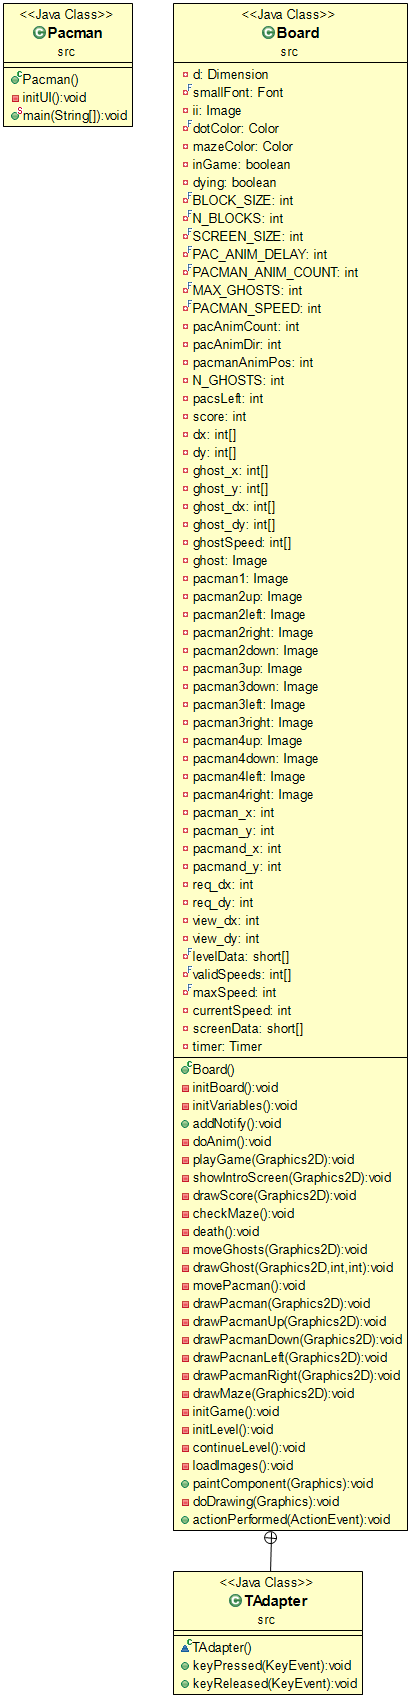 <<Java Class>>
Pacman
src
Pacman()
initUI():void
main(String[]):void
<<Java Class>>
Board
src
d: Dimension
smallFont: Font
ii: Image
dotColor: Color
mazeColor: Color
inGame: boolean
dying: boolean
BLOCK_SIZE: int
N_BLOCKS: int
SCREEN_SIZE: int
PAC_ANIM_DELAY: int
PACMAN_ANIM_COUNT: int
MAX_GHOSTS: int
PACMAN_SPEED: int
pacAnimCount: int
pacAnimDir: int
pacmanAnimPos: int
N_GHOSTS: int
pacsLeft: int
score: int
dx: int[]
dy: int[]
ghost_x: int[]
ghost_y: int[]
ghost_dx: int[]
ghost_dy: int[]
ghostSpeed: int[]
ghost: Image
pacman1: Image
pacman2up: Image
pacman2left: Image
pacman2right: Image
pacman2down: Image
pacman3up: Image
pacman3down: Image
pacman3left: Image
pacman3right: Image
pacman4up: Image
pacman4down: Image
pacman4left: Image
pacman4right: Image
pacman_x: int
pacman_y: int
pacmand_x: int
pacmand_y: int
req_dx: int
req_dy: int
view_dx: int
view_dy: int
levelData: short[]
validSpeeds: int[]
maxSpeed: int
currentSpeed: int
screenData: short[]
timer: Timer
Board()
initBoard():void
initVariables():void
addNotify():void
doAnim():void
playGame(Graphics2D):void
showIntroScreen(Graphics2D):void
drawScore(Graphics2D):void
checkMaze():void
death():void
moveGhosts(Graphics2D):void
drawGhost(Graphics2D,int,int):void
movePacman():void
drawPacman(Graphics2D):void
drawPacmanUp(Graphics2D):void
drawPacmanDown(Graphics2D):void
drawPacnanLeft(Graphics2D):void
drawPacmanRight(Graphics2D):void
drawMaze(Graphics2D):void
initGame():void
initLevel():void
continueLevel():void
loadImages():void
paintComponent(Graphics):void
doDrawing(Graphics):void
actionPerformed(ActionEvent):void
<<Java Class>>
TAdapter
src
TAdapter()
keyPressed(KeyEvent):void
keyReleased(KeyEvent):void